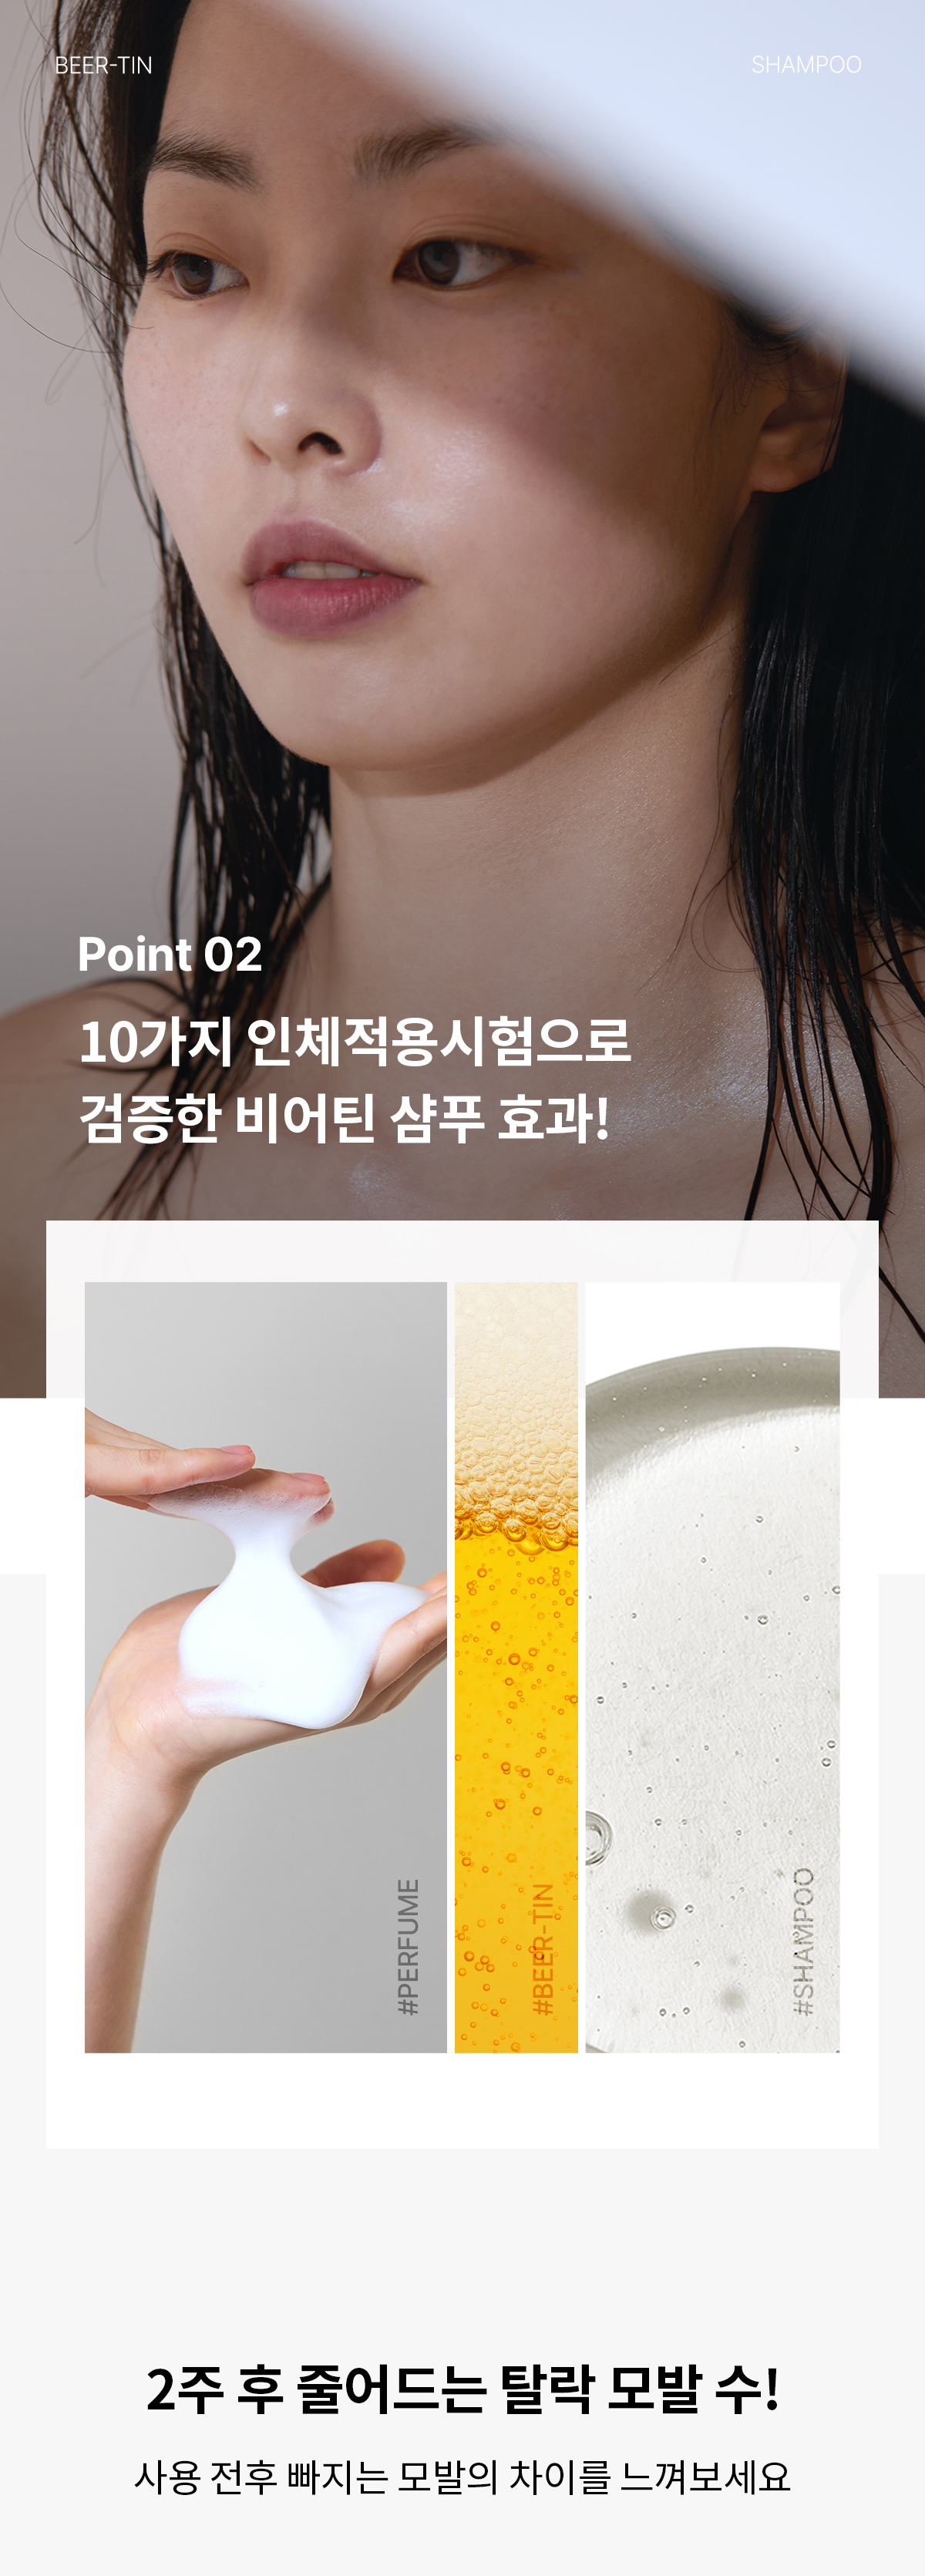 BEER-TIN
SHAMPOO
Point 02
10가지 인체적용시험으로
검증한 비어틴 샴푸 효과!
#PERFUME
#BEER-TIN
#SHAMPOO
2주 후 줄어드는 탈락 모발 수!
사용 전후 빠지는 모발의 차이를 느껴보세요